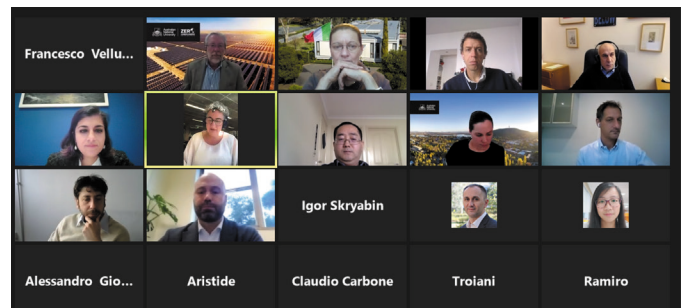 Francesco Vellu...
Igor Skryabin
Alessandro Gio...
Aristide
Claudio Carbone
Troiani
Ramiro